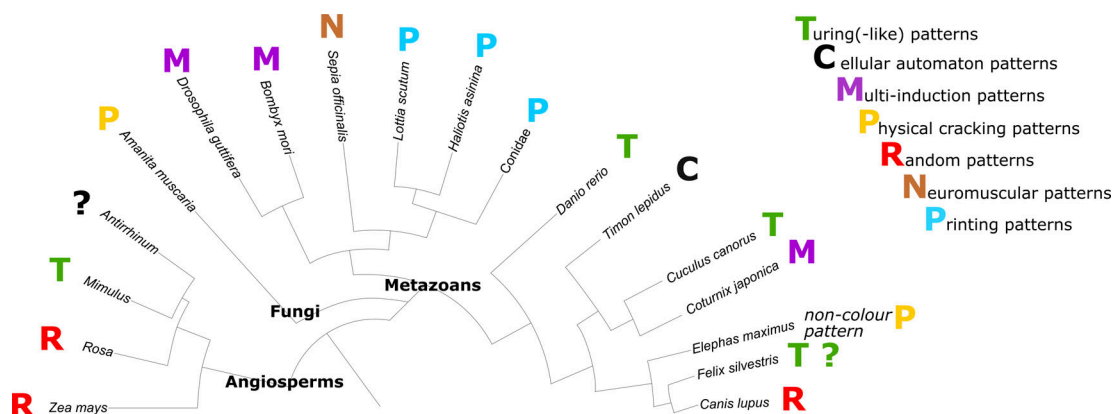 N
P
P
M
M
P
P
T
C
?
T
R
R
T
M
P
T ?
R
Sepia officinalis
Lottia scutum
Haliotis asinina
Conidae
Drosophila guttifera
Bombyx mori
Amanita muscaria
Antirrhinum
Mimulus
Rosa
Zea mays
Danio rerio
Timon lepidus
Cuculus canorus
Coturnix japonica
Elephas maximus
non-colour
pattern
Felix silvestris
Canis lupus
Metazoans
Fungi
Angiosperms
Turing(-like) patterns
Cellular automaton patterns
Multi-induction patterns
Physical cracking patterns
Random patterns
Neuromuscular patterns
Printing patterns